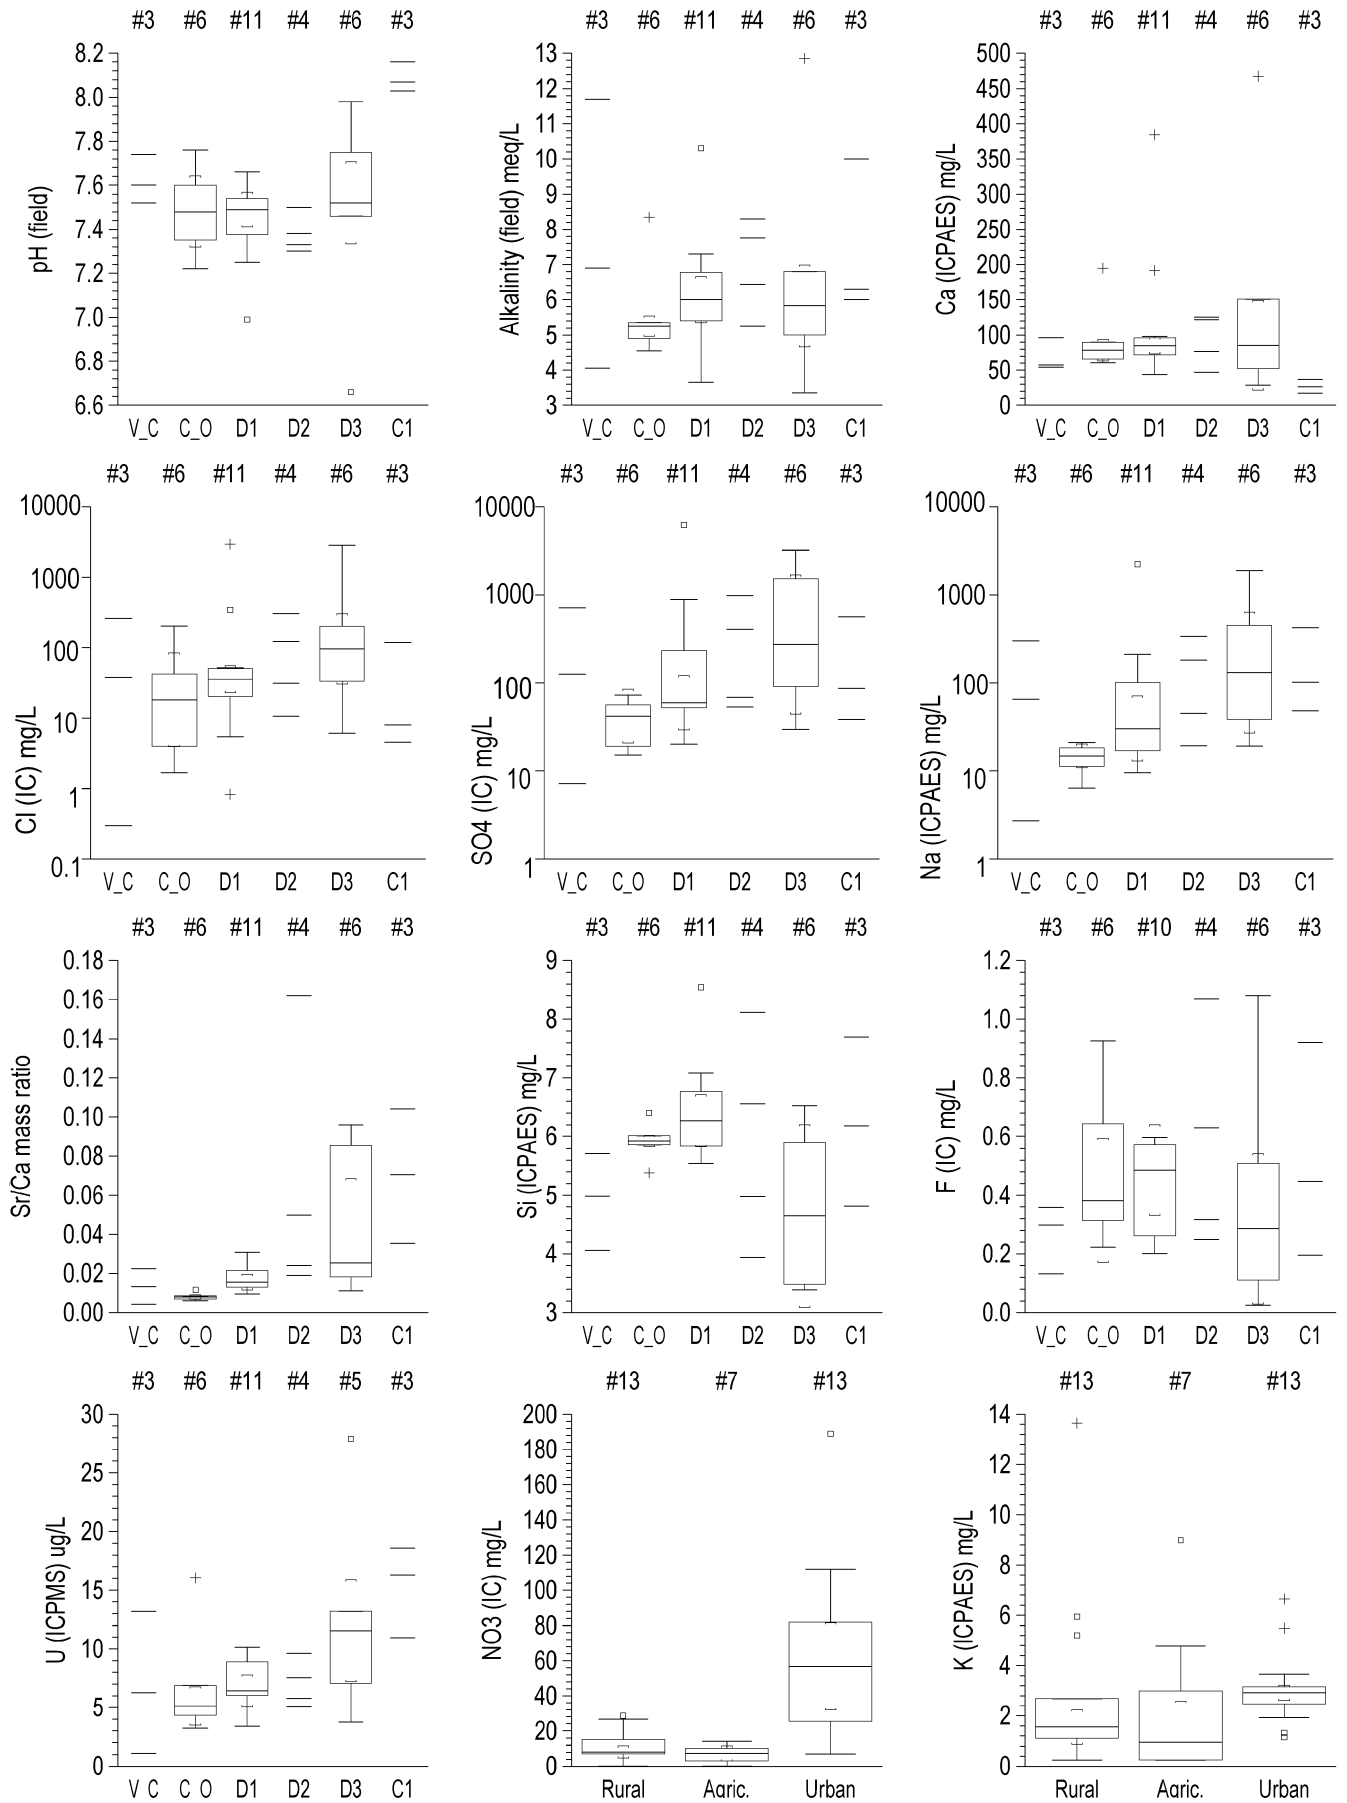 #3 #6 #11 #4 #6 #3
8.2
8.0
7.8
7.6
7.4
7.2
7.0
6.8
6.6
pH (field)
V_C C_O D1 D2 D3 C1
#3 #6 #11 #4 #6 #3
13
12
11
10
9
8
7
6
5
4
3
Alkalinity (field) meq/L
V_C C_O D1 D2 D3 C1
#3 #6 #11 #4 #6 #3
500
450
400
350
300
250
200
150
100
50
0
Ca (ICPAES) mg/L
V_C C_O D1 D2 D3 C1
#3 #6 #11 #4 #6 #3
10000
1000
100
10
1
0.1
Cl (IC) mg/L
V_C C_O D1 D2 D3 C1
#3 #6 #11 #4 #6 #3
10000
1000
100
10
1
SO4 (IC) mg/L
V_C C_O D1 D2 D3 C1
#3 #6 #11 #4 #6 #3
10000
1000
100
10
1
Na (ICPAES) mg/L
V_C C_O D1 D2 D3 C1
#3 #6 #11 #4 #6 #3
0.18
0.16
0.14
0.12
0.10
0.08
0.06
0.04
0.02
0.00
Sr/Ca mass ratio
V_C C_O D1 D2 D3 C1
#3 #6 #11 #4 #6 #3
9
8
7
6
5
4
3
Si (ICPAES) mg/L
V_C C_O D1 D2 D3 C1
#3 #6 #10 #4 #6 #3
1.2
1.0
0.8
0.6
0.4
0.2
0.0
F (IC) mg/L
V_C C_O D1 D2 D3 C1
#3 #6 #11 #4 #5 #3
30
25
20
15
10
5
0
U (ICPMS) ug/L
V_C C_O D1 D2 D3 C1
#13 #7 #13
200
180
160
140
120
100
80
60
40
20
0
NO3 (IC) mg/L
Rural Agric. Urban
#13 #7 #13
14
12
10
8
6
4
2
0
K (ICPAES) mg/L
Rural Agric. Urban